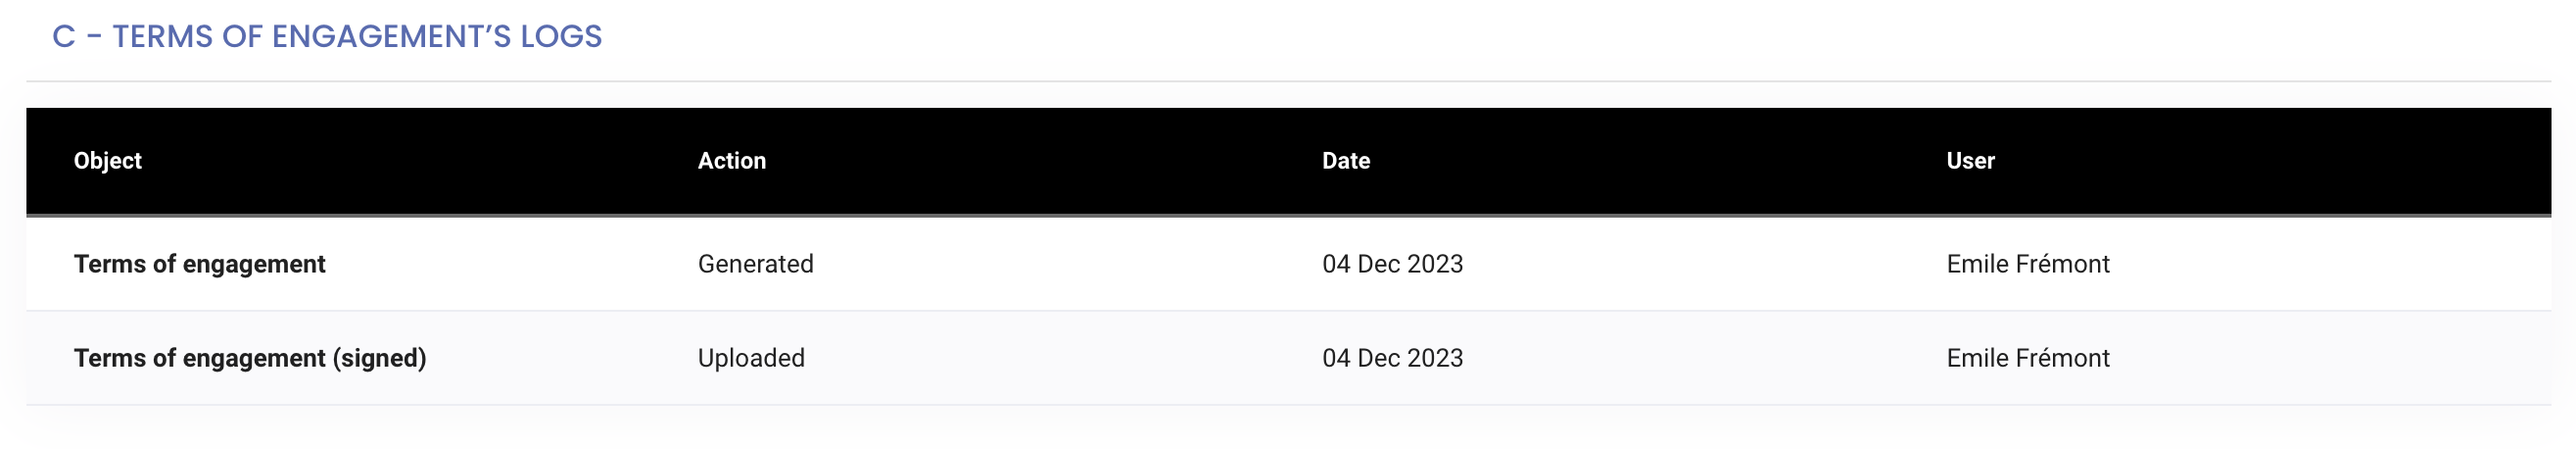 C - TERMS OF ENGAGEMENT’S LOGS
Object Action Date User
Terms of engagement Generated 04 Dec 2023 Emile Frémont
Terms of engagement (signed) Uploaded 04 Dec 2023 Emile Frémont